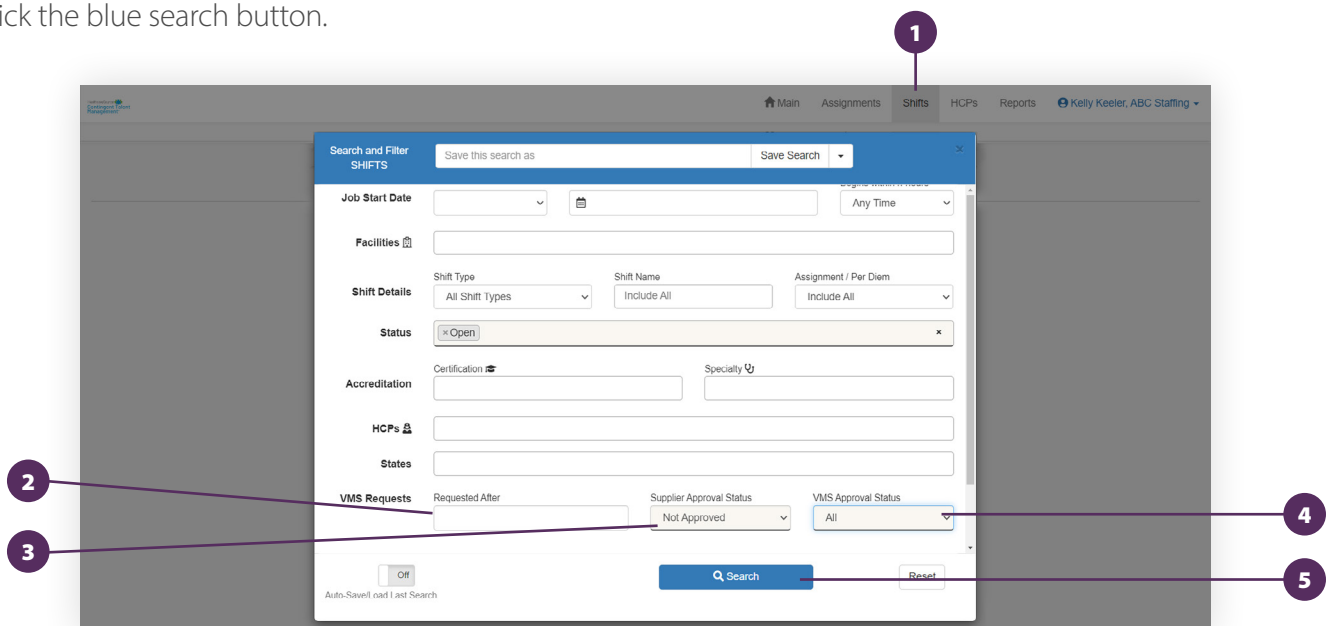 ick the blue search button.
1
Contingent Talent
Management
Main Assignments Shifts HCPs Reports Kelly Keeler, ABC Staffing
Search and Filter
SHIFTS
Save this search as
Save Search
×
Job Start Date
Any Time
Facilities
Shift Type Shift Name Assignment / Per Diem
Shift Details
All Shift Types Include All Include All
Status
×Open ×
Certification Specialty
Accreditation
HCPs
States
2
VMS Requests
Requested After Supplier Approval Status VMS Approval Status
Not Approved All
4
3
Off
Search
Reset
5
Auto-Save/Load Last Search